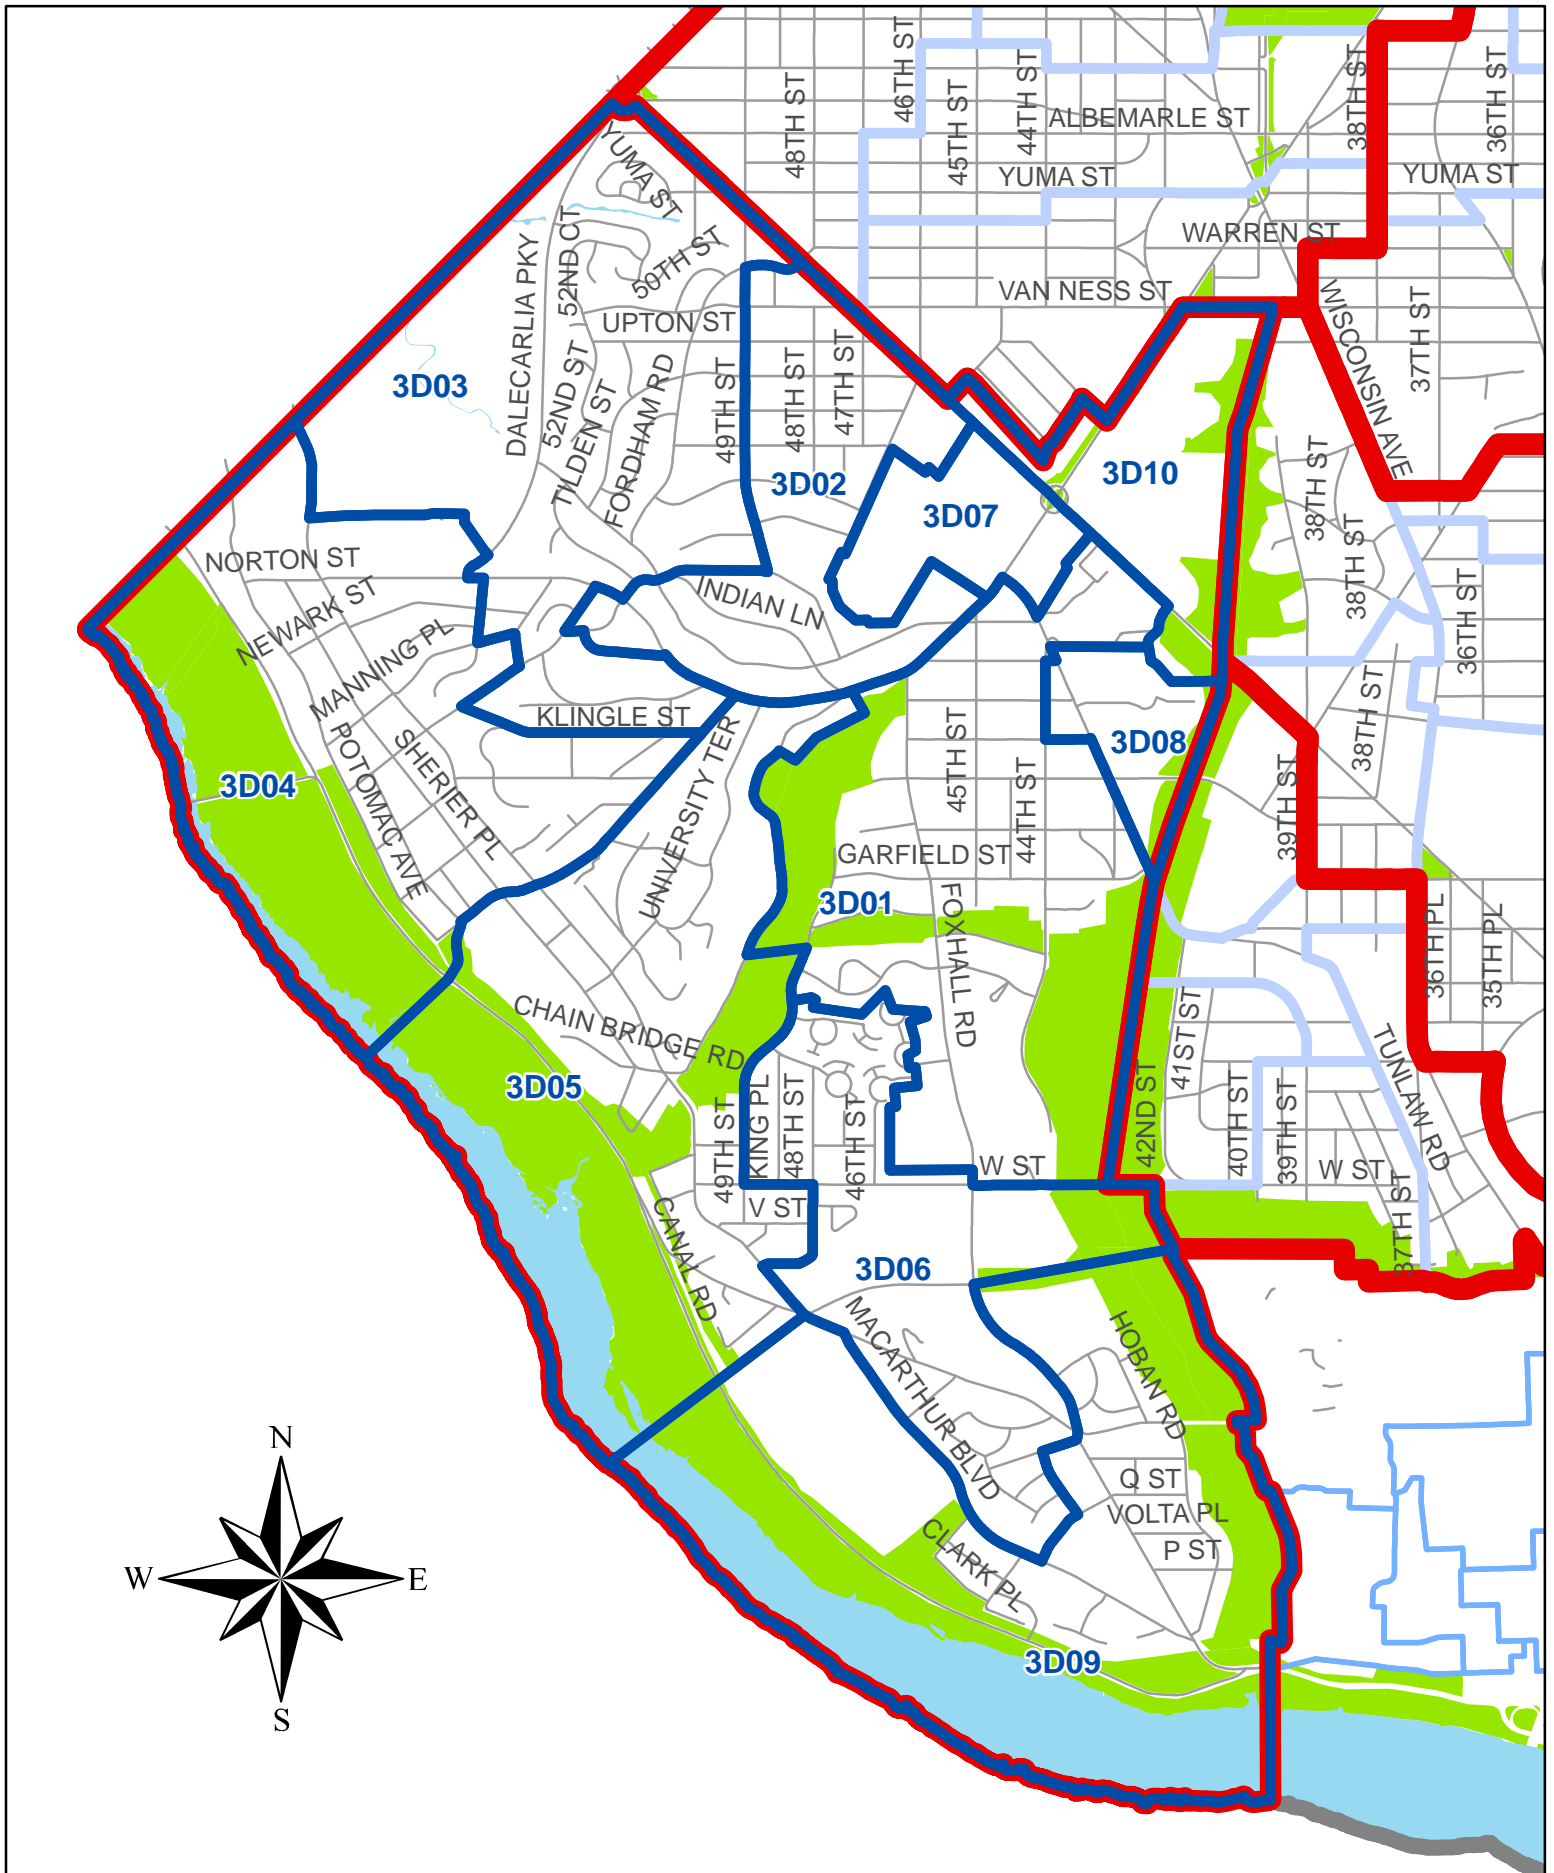 46TH ST
38TH ST
36TH ST
44TH ST
48TH ST
45TH ST
ALBEMARLE ST
YUMA ST
YUMA ST
YUMA ST
WARREN ST
50TH ST
52ND CT
DALECARLIA PKY
VAN NESS ST
WISCONSIN AVE
37TH ST
UPTON ST
3D03
52ND ST
TILDEN ST
FORDHAM RD
49TH ST
48TH ST
47TH ST
3D02
3D07
3D10
38TH ST
38TH ST
36TH ST
NORTON ST
NEWARK ST
MANNING PL
INDIAN LN
KLINGLE ST
UNIVERSITY TER
3D04
POTOMAC AVE
SHERIER PL
45TH ST
44TH ST
3D08
38TH ST
39TH ST
GARFIELD ST
3D01
FOXHALL RD
36TH PL
35TH PL
CHAIN BRIDGE RD
3D05
49TH ST
KING PL
48TH ST
46TH ST
W ST
V ST
42ND ST
41ST ST
40TH ST
39TH ST
W ST
TUNLAW RD
37TH ST
CANAL RD
3D06
MACARTHUR BLVD
HOBAN RD
Q ST
VOLTA PL
P ST
CLARK PL
3D09
N
W
E
S